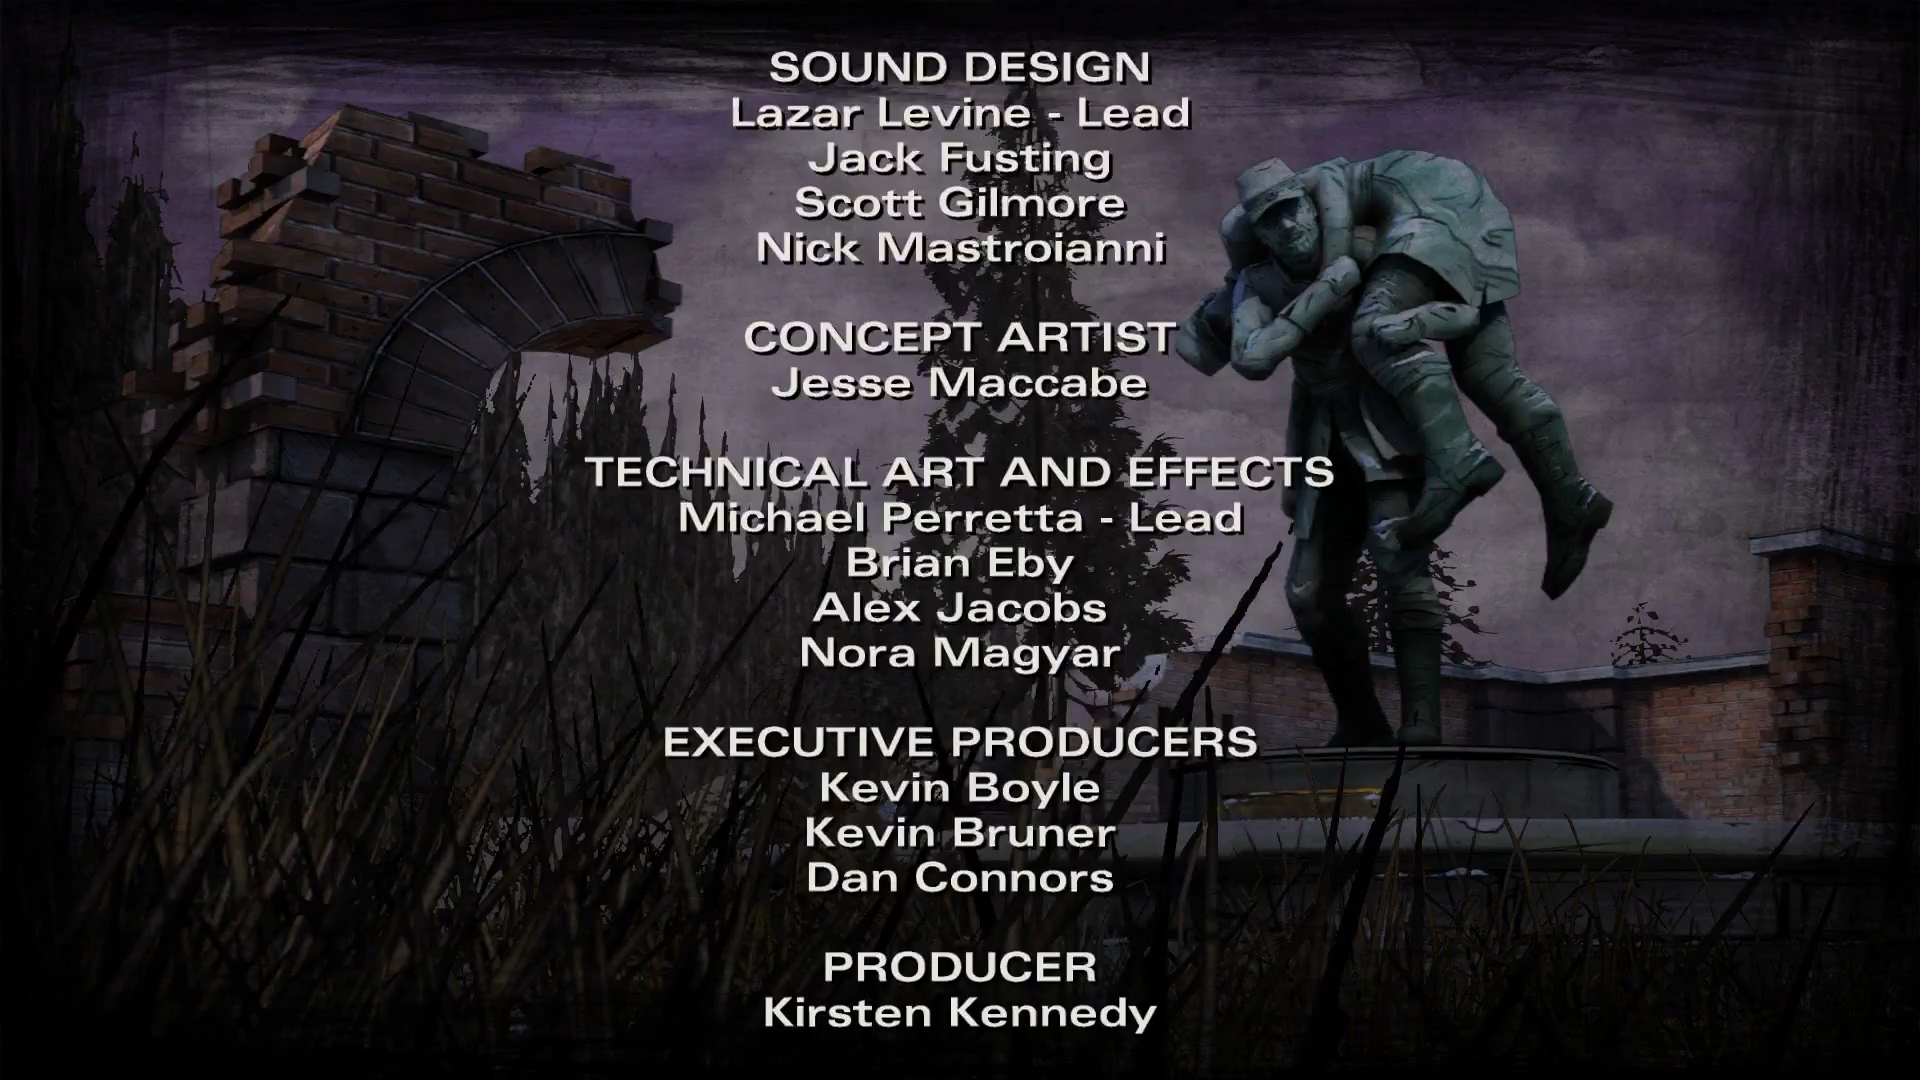 SOUND DESIGN
Lazar Levine - Lead
Jack Fusting
Scott Gilmore
Nick Mastroianni
CONCEPT ARTIST
Jesse Maccabe
TECHNICAL ART AND EFFECTS
Michael Perretta - Lead
Brian Eby
Alex Jacobs
Nora Magyar
EXECUTIVE PRODUCERS
Kevin Boyle
Kevin Bruner
Dan Connors
PRODUCER
Kirsten Kennedy